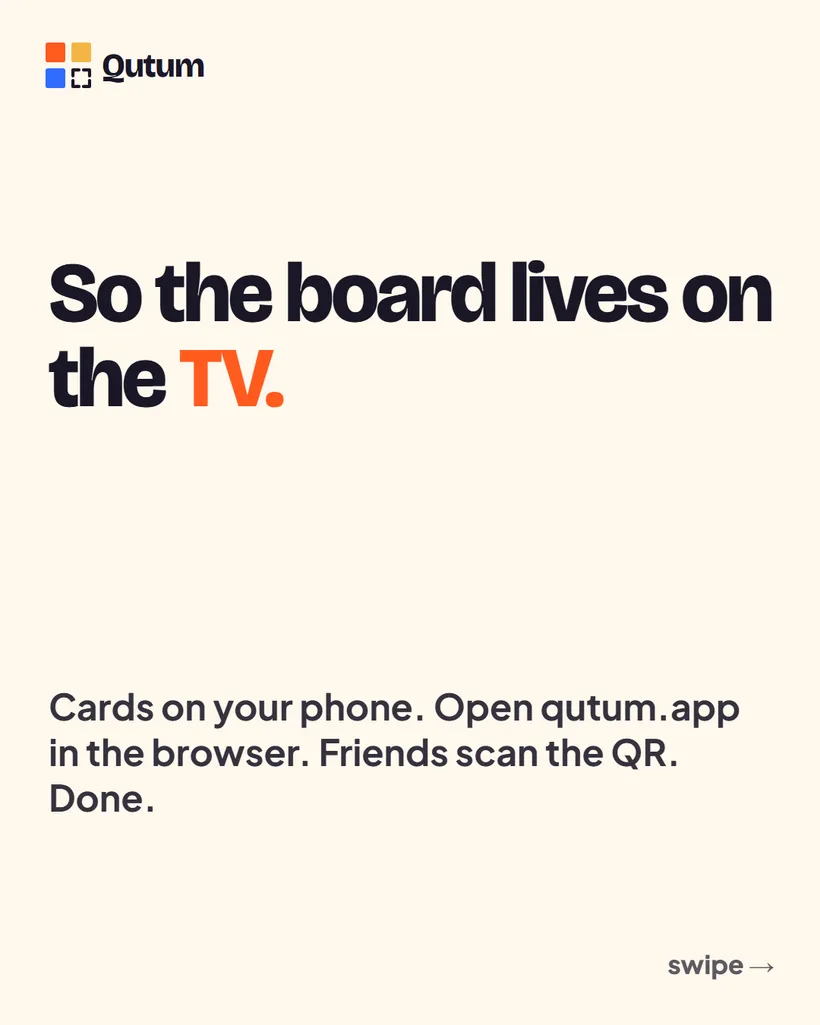 Qutum
So the board lives on
the TV.
Cards on your phone. Open qutum.app
in the browser. Friends scan the QR.
Done.
swipe →